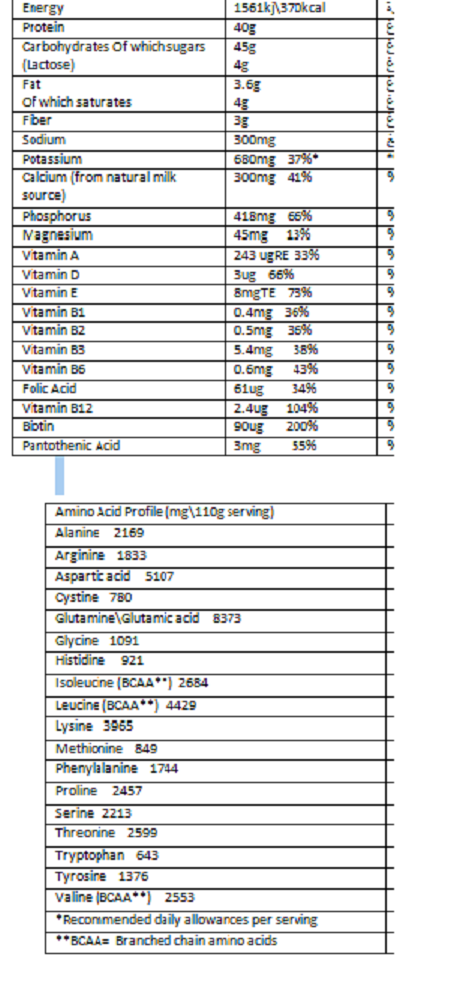 Energy 1561kj\370kcal
Protein 40g
Carbohydrates Of which sugars 45g
(Lactose) 4g
Fat 3.6g
Of which saturates 4g
Fiber 3g
Sodium 300mg
Potassium 680mg 37%*
Calcium (from natural milk 300mg 41%
source)
Phosphorus 418mg 66%
Magnesium 45mg 13%
Vitamin A 243 ugRE 33%
Vitamin D 3ug 66%
Vitamin E 8mgTE 73%
Vitamin B1 0.4mg 36%
Vitamin B2 0.5mg 36%
Vitamin B3 5.4mg 38%
Vitamin B6 0.6mg 43%
Folic Acid 61ug 34%
Vitamin B12 2.4ug 104%
Biotin 90ug 200%
Pantothenic Acid 3mg 55%
Amino Acid Profile (mg\110g serving)
Alanine 2169
Arginine 1833
Aspartic acid 5107
Cystine 780
Glutamine\Glutamic acid 8373
Glycine 1091
Histidine 921
Isoleucine (BCAA**) 2684
Leucine (BCAA**) 4429
Lysine 3965
Methionine 849
Phenylalanine 1744
Proline 2457
Serine 2213
Threonine 2599
Tryptophan 643
Tyrosine 1376
Valine (BCAA**) 2553
*Recommended daily allowances per serving
**BCAA= Branched chain amino acids